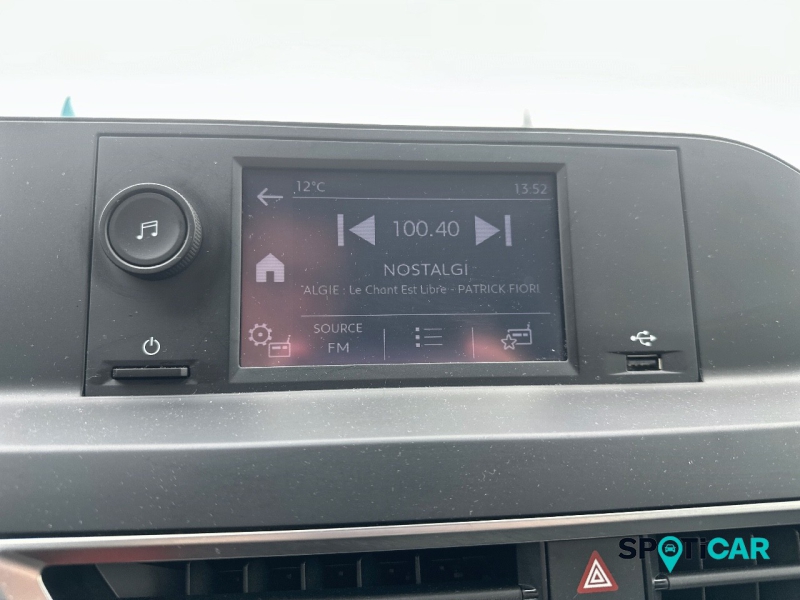 12°C 13:52
100.40
NOSTALGI
ALGIE : Le Chant Est Libre - PATRICK FIORI
SOURCE
FM
SPOTiCAR